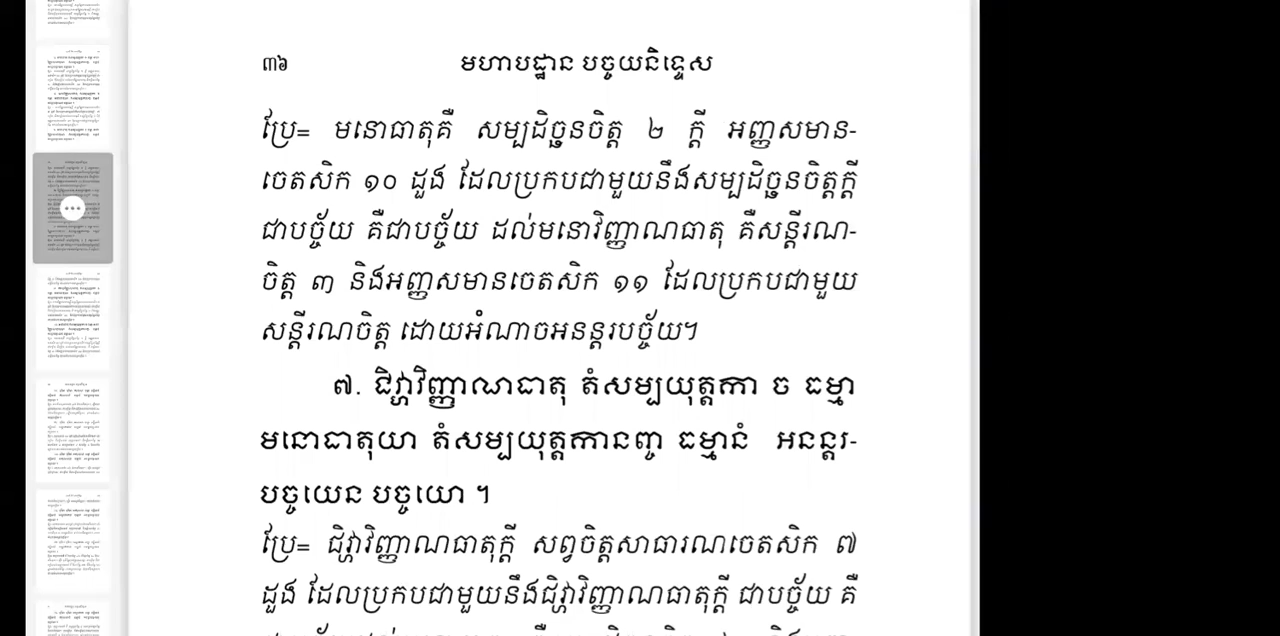 ៣៦ មហាបដ្ឋាន បច្ចយនិទ្ទេស
ប្រែ= មនោធាតុគឺ សម្បដិច្ឆនចិត្ត ២ ក្តី អញ្ញសមាន-
ចេតសិក ១០ ដួង ដែលប្រកបជាមួយនឹងសម្បដិច្ឆនចិត្តក្តី
ជាបច្ច័យ គឺជាបច្ច័យ ដល់មនោវិញ្ញាណធាតុ គឺសន្តីរណ-
ចិត្ត ៣ និងអញ្ញសមានចេតសិក ១១ ដែលប្រកបជាមួយ
សន្តីរណចិត្ត ដោយអំណាចអនន្តរបច្ច័យ។
៧. ជិវ្ហាវិញ្ញាណធាតុ តំសម្បយុត្តកា ច ធម្មា
មនោធាតុយា តំសម្បយុត្តកានញ្ច ធម្មានំ អនន្តរ-
បច្ចយេន បច្ចយោ ។
ប្រែ= ជិវ្ហាវិញ្ញាណធាតុក្តី សព្វចិត្តសាធារណចេតសិក ៧
ដួង ដែលប្រកបជាមួយនឹងជិវ្ហាវិញ្ញាណធាតុក្តី ជាបច្ច័យ គឺ